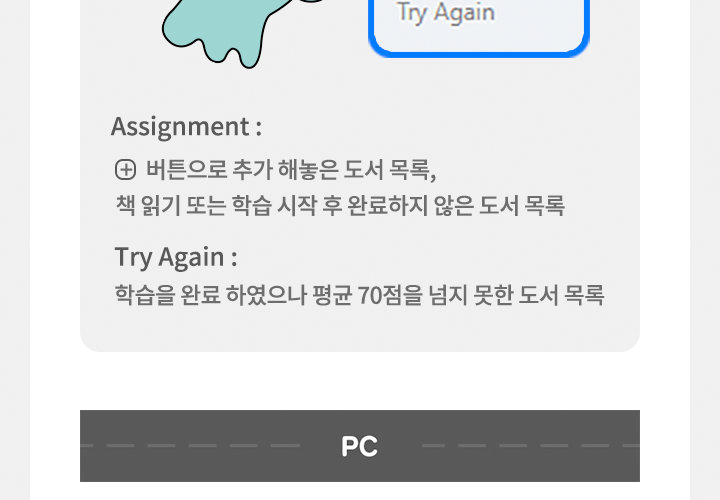 Try Again
Assignment :
버튼으로 추가 해놓은 도서 목록,
책 읽기 또는 학습 시작 후 완료하지 않은 도서 목록
Try Again :
학습을 완료 하였으나 평균 70점을 넘지 못한 도서 목록
PC